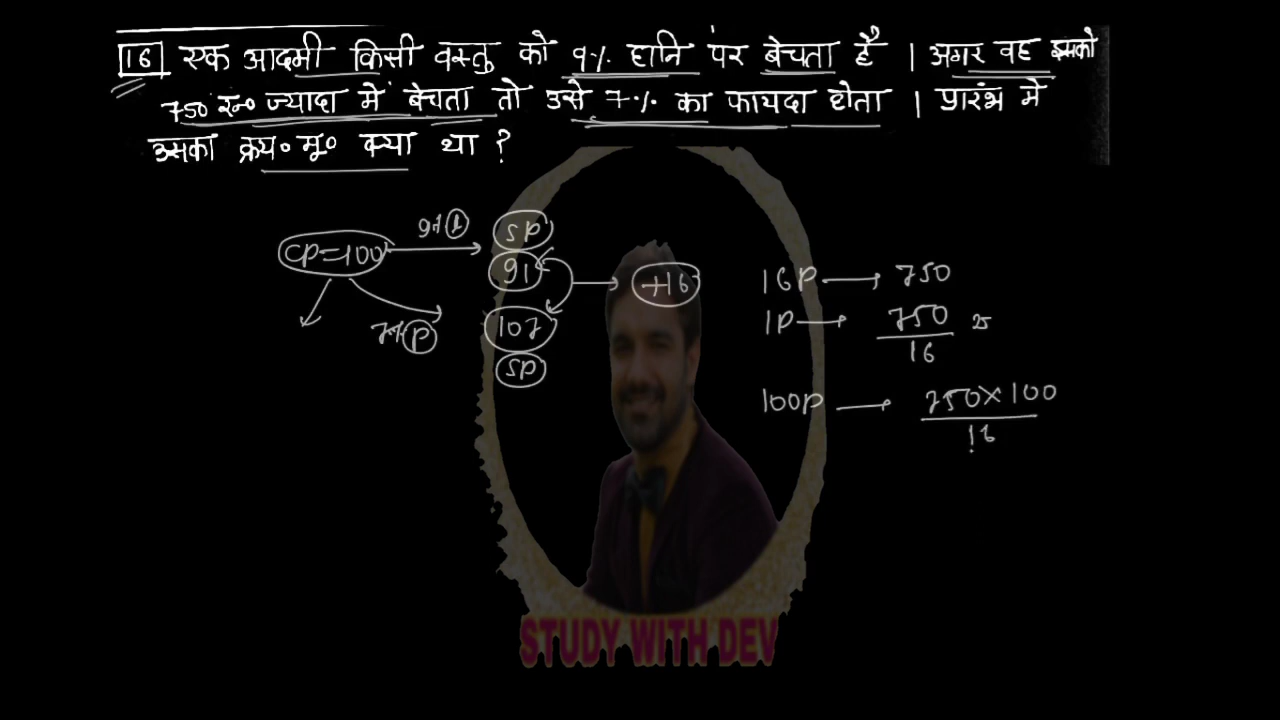 16 एक आदमी किसी वस्तु को 9% हानि पर बेचता है | अगर वह इसको
750 रु० ज्यादा में बेचता तो उसे 7% का फायदा होता | प्रारंभ में
उसका क्रय० मू० क्या था ?
CP=100
9% l
SP
91
+16
7% P
107
SP
16P → 750
1P → 750/16
100P → 750×100/16
STUDY WITH DEV